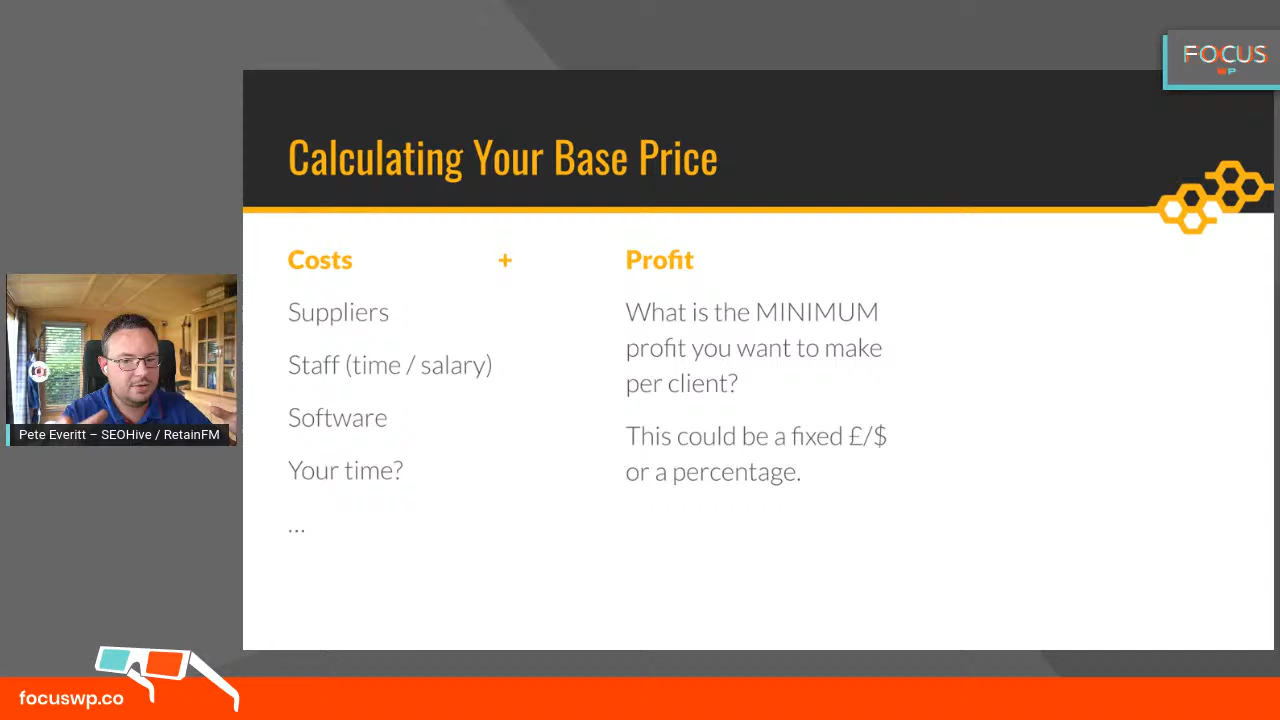 FOCUS
WP
Calculating Your Base Price
Costs + Profit
Suppliers
Staff (time / salary)
Software
Your time?
...
What is the MINIMUM
profit you want to make
per client?
This could be a fixed £/$
or a percentage.
Pete Everitt – SEOHive / RetainFM
focuswp.co